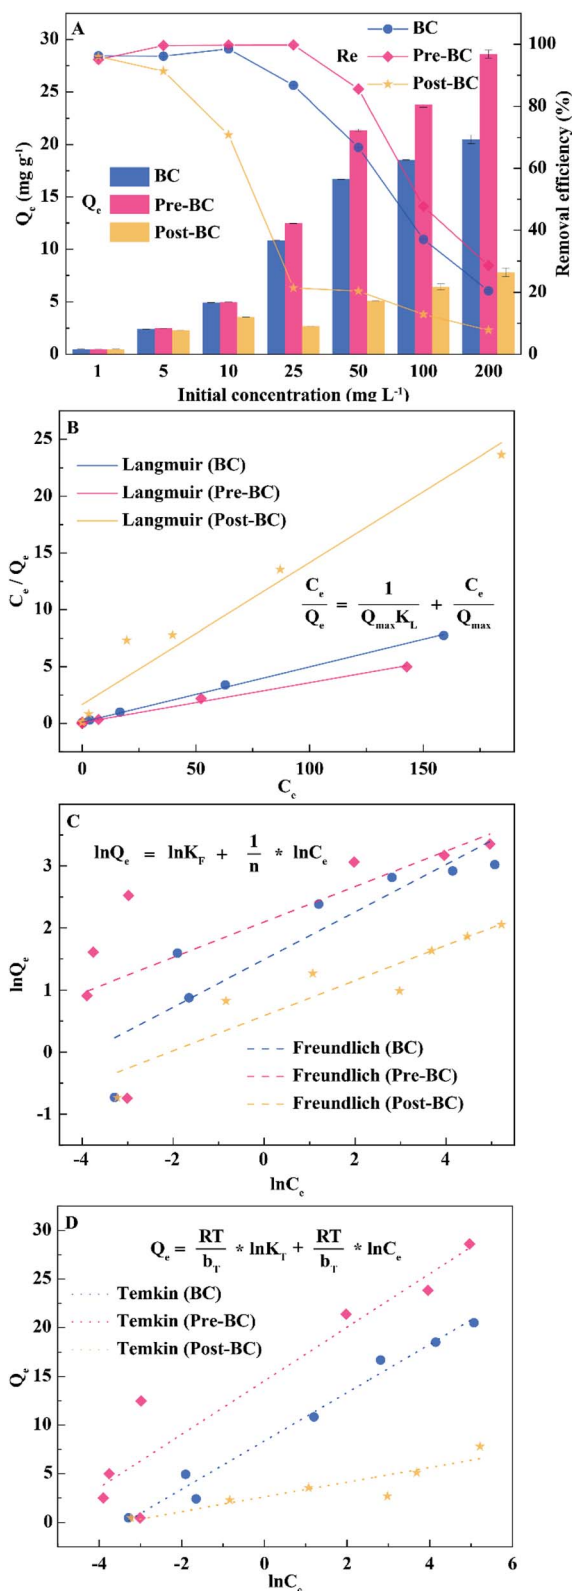 A
BC
Re Pre-BC
Post-BC
BC
Qe Pre-BC
Post-BC
Qe (mg g-1)
30
25
20
15
10
5
0
Removal efficiency (%)
100
80
60
40
20
0
1 5 10 25 50 100 200
Initial concentration (mg L-1)
B
Langmuir (BC)
Langmuir (Pre-BC)
Langmuir (Post-BC)
Ce/Qe = 1/(QmaxKL) + Ce/Qmax
Ce / Qe
25
20
15
10
5
0
0 50 100 150
Ce
C
lnQe = lnKF + 1/n * lnCe
Freundlich (BC)
Freundlich (Pre-BC)
Freundlich (Post-BC)
lnQe
3
2
1
0
-1
-4 -2 0 2 4
lnCe
D
Qe = RT/bT * lnKT + RT/bT * lnCe
Temkin (BC)
Temkin (Pre-BC)
Temkin (Post-BC)
Qe
30
25
20
15
10
5
0
-4 -2 0 2 4 6
lnCe